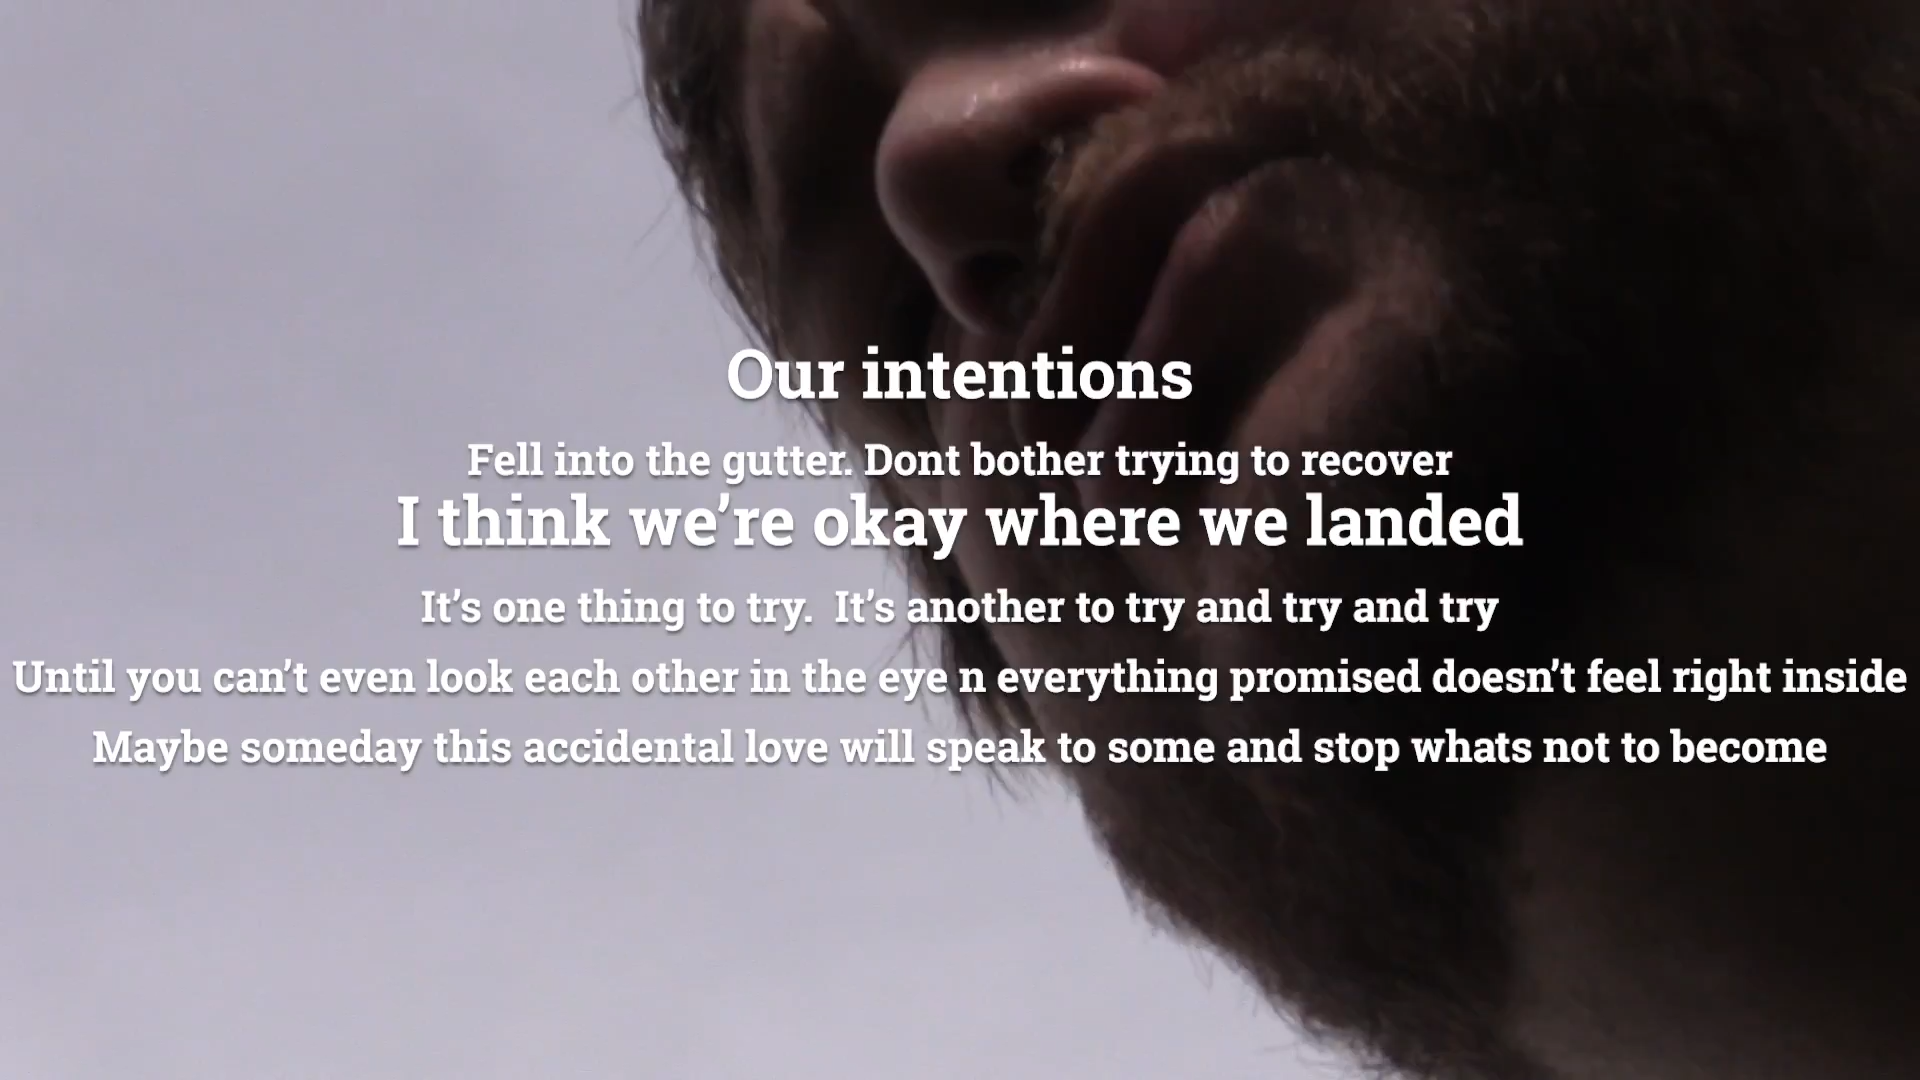 Our intentions
Fell into the gutter. Dont bother trying to recover
I think we’re okay where we landed
It’s one thing to try.  It’s another to try and try and try
Until you can’t even look each other in the eye n everything promised doesn’t feel right inside
Maybe someday this accidental love will speak to some and stop whats not to become